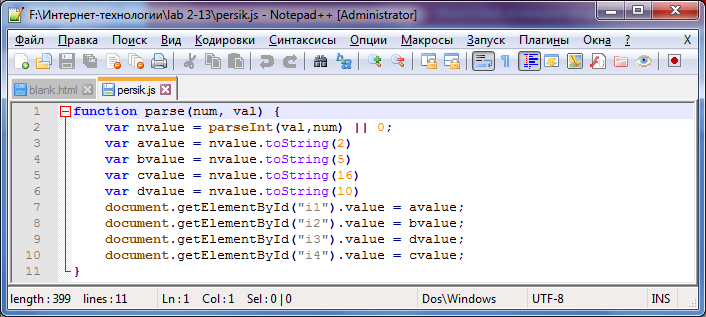 F:\Интернет-технологии\lab 2-13\persik.js - Notepad++ [Administrator]
Файл Правка Поиск Вид Кодировки Синтаксисы Опции Макросы Запуск Плагины Окна ? X
blank.html persik.js
1 function parse(num, val) {
2 var nvalue = parseInt(val,num) || 0;
3 var avalue = nvalue.toString(2)
4 var bvalue = nvalue.toString(5)
5 var cvalue = nvalue.toString(16)
6 var dvalue = nvalue.toString(10)
7 document.getElementById("i1").value = avalue;
8 document.getElementById("i2").value = bvalue;
9 document.getElementById("i3").value = dvalue;
10 document.getElementById("i4").value = cvalue;
11 }
length : 399 lines : 11 Ln : 1 Col : 1 Sel : 0 | 0 Dos\Windows UTF-8 INS